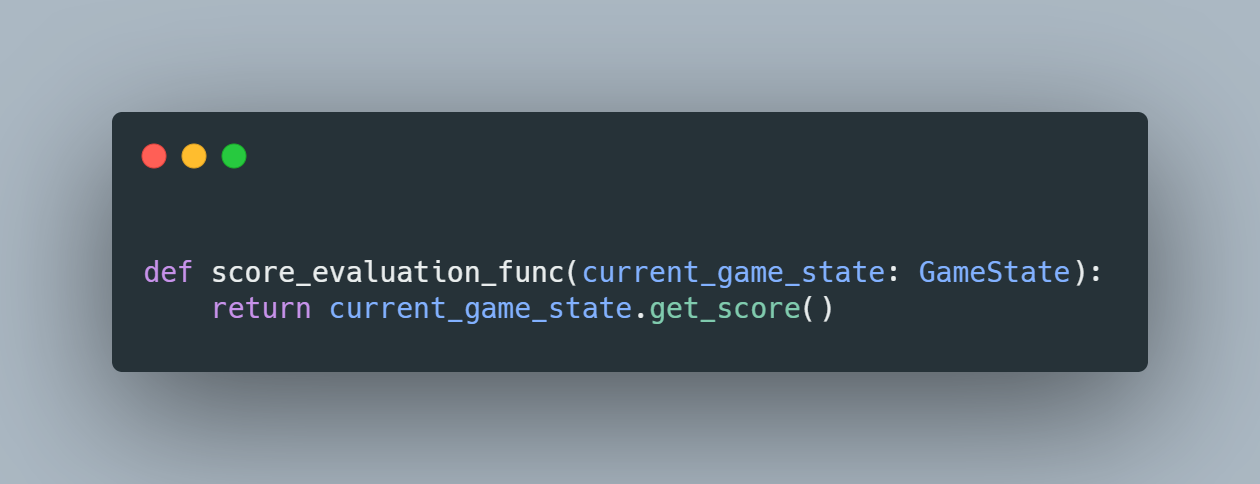 def score_evaluation_func(current_game_state: GameState):
    return current_game_state.get_score()